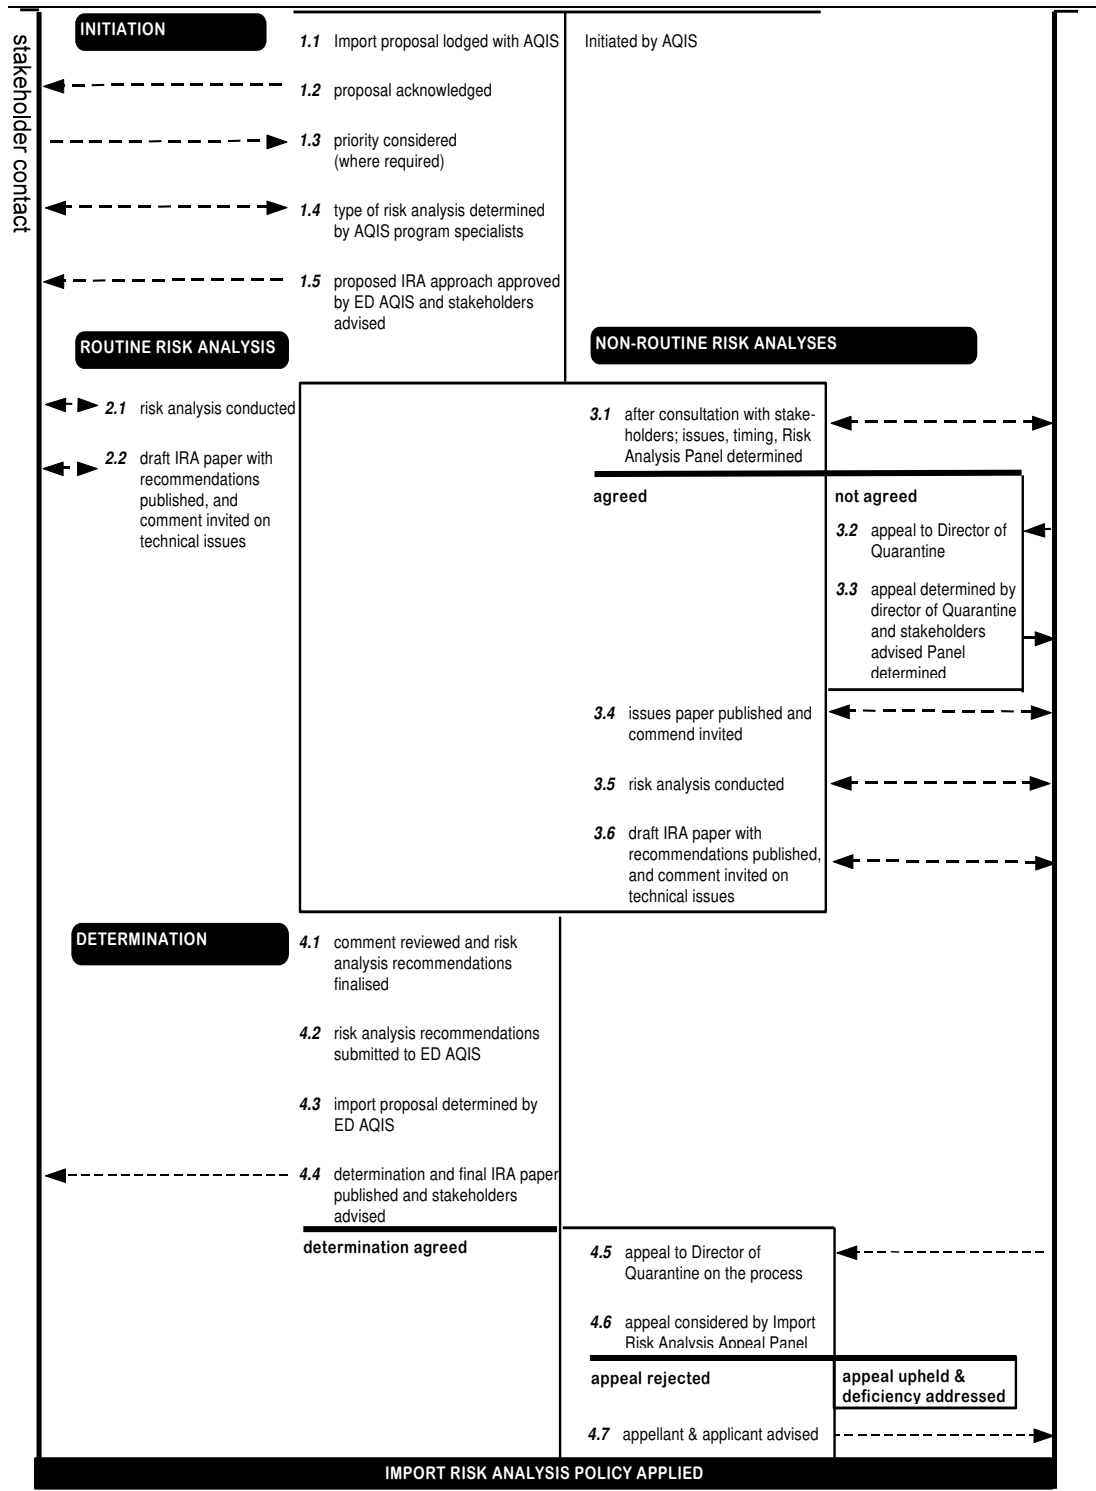 stakeholder contact
INITIATION
1.1 Import proposal lodged with AQIS
Initiated by AQIS
1.2 proposal acknowledged
1.3 priority considered
(where required)
1.4 type of risk analysis determined
by AQIS program specialists
1.5 proposed IRA approach approved
by ED AQIS and stakeholders
advised
ROUTINE RISK ANALYSIS
2.1 risk analysis conducted
2.2 draft IRA paper with
recommendations
published, and
comment invited on
technical issues
NON-ROUTINE RISK ANALYSES
3.1 after consultation with stake-
holders; issues, timing, Risk
Analysis Panel determined
agreed
not agreed
3.2 appeal to Director of
Quarantine
3.3 appeal determined by
director of Quarantine
and stakeholders
advised Panel
determined
3.4 issues paper published and
commend invited
3.5 risk analysis conducted
3.6 draft IRA paper with
recommendations published,
and comment invited on
technical issues
DETERMINATION
4.1 comment reviewed and risk
analysis recommendations
finalised
4.2 risk analysis recommendations
submitted to ED AQIS
4.3 import proposal determined by
ED AQIS
4.4 determination and final IRA paper
published and stakeholders
advised
determination agreed
4.5 appeal to Director of
Quarantine on the process
4.6 appeal considered by Import
Risk Analysis Appeal Panel
appeal rejected
appeal upheld &
deficiency addressed
4.7 appellant & applicant advised
IMPORT RISK ANALYSIS POLICY APPLIED